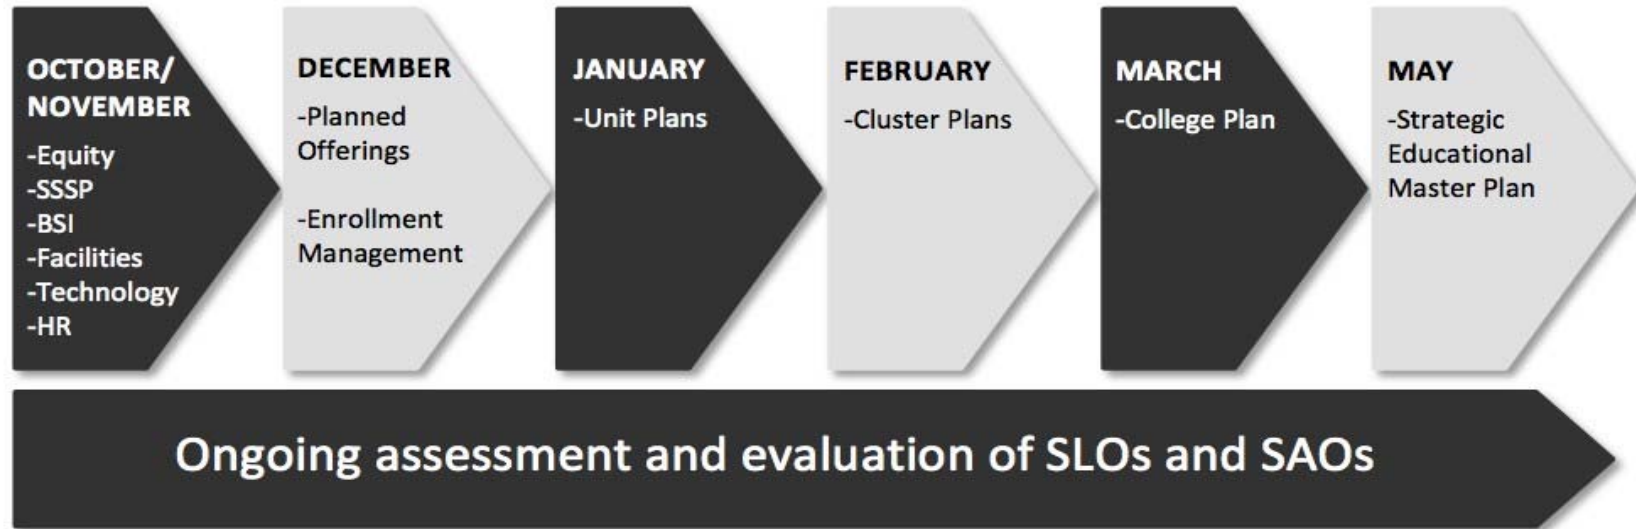 OCTOBER/
NOVEMBER
-Equity
-SSSP
-BSI
-Facilities
-Technology
-HR
DECEMBER
-Planned
Offerings
-Enrollment
Management
JANUARY
-Unit Plans
FEBRUARY
-Cluster Plans
MARCH
-College Plan
MAY
-Strategic
Educational
Master Plan
Ongoing assessment and evaluation of SLOs and SAOs